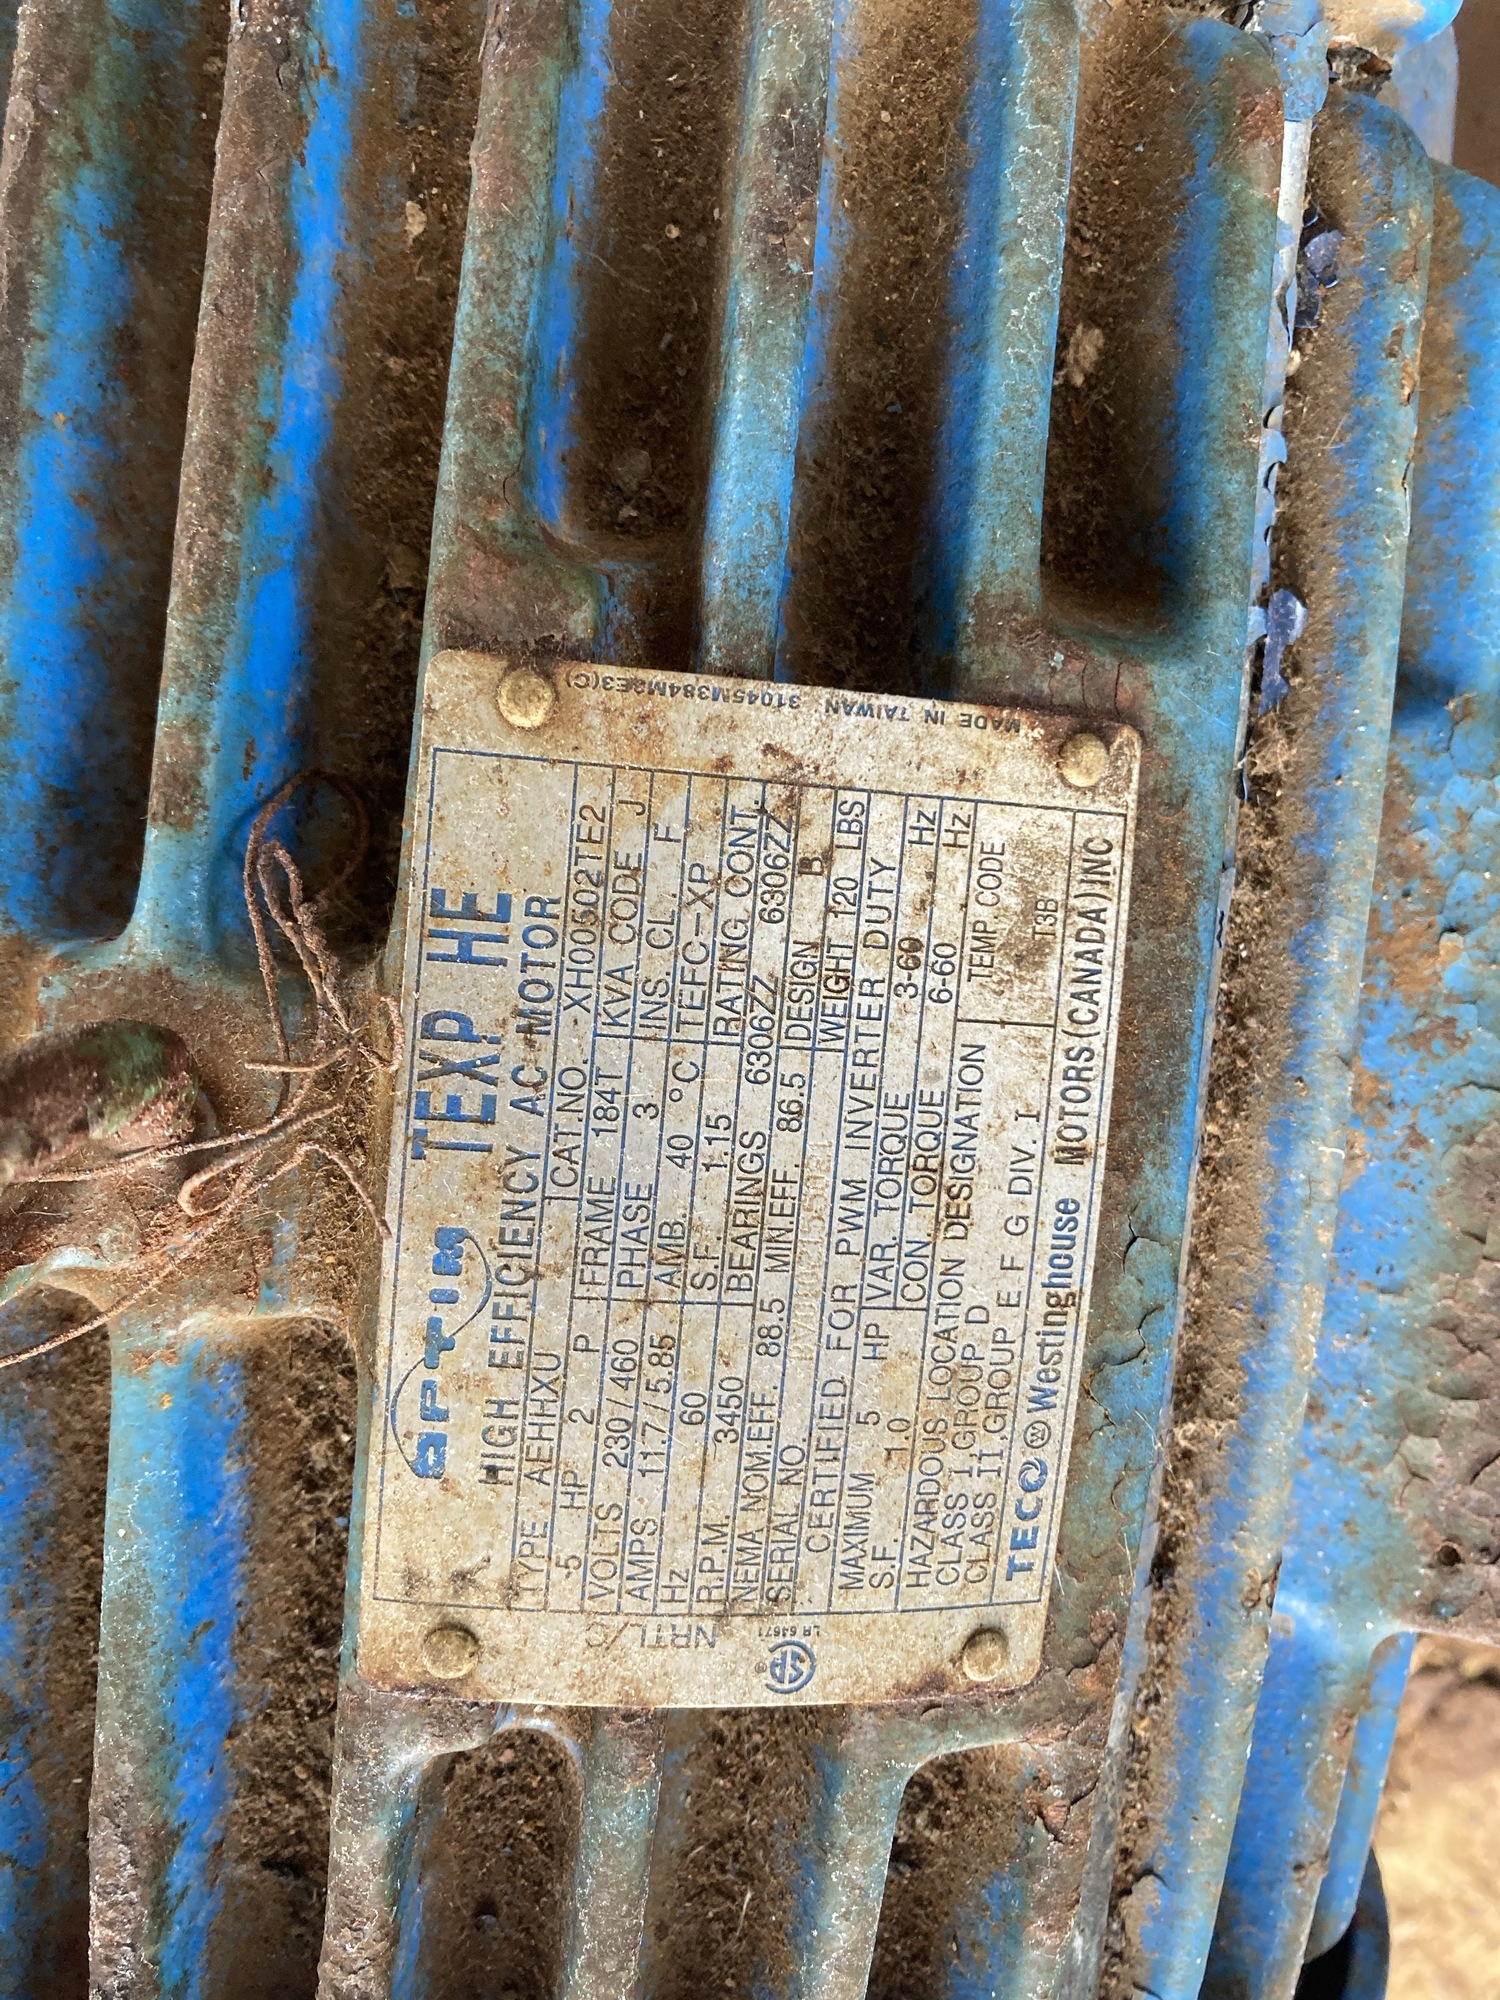 OPTIM TEXP HE
HIGH EFFICIENCY AC MOTOR
TYPE AEHHXU CAT.NO. XH00502TE2
5 HP 2 P FRAME 184T KVA CODE J
VOLTS 230/460 PHASE 3 INS. CL. F
AMPS 11.7/5.85 AMB. 40 °C TEFC-XP
Hz 60 S.F. 1.15 RATING CONT.
R.P.M. 3450 BEARINGS 6306ZZ 6306ZZ
NEMA NOM.EFF. 88.5 MIN.EFF. 86.5 DESIGN B
SERIAL NO. WEIGHT 120 LBS
CERTIFIED FOR PWM INVERTER DUTY
MAXIMUM 5 HP VAR. TORQUE 3-60 Hz
S.F. 1.0 CON. TORQUE 6-60 Hz
HAZARDOUS LOCATION DESIGNATION TEMP. CODE
CLASS I, GROUP D
CLASS II, GROUP E F G DIV. I T3B
TECO W Westinghouse MOTORS (CANADA) INC
NRTL/C
SA ®
LR 64671
MADE IN TAIWAN 31045M384M2E3(C)